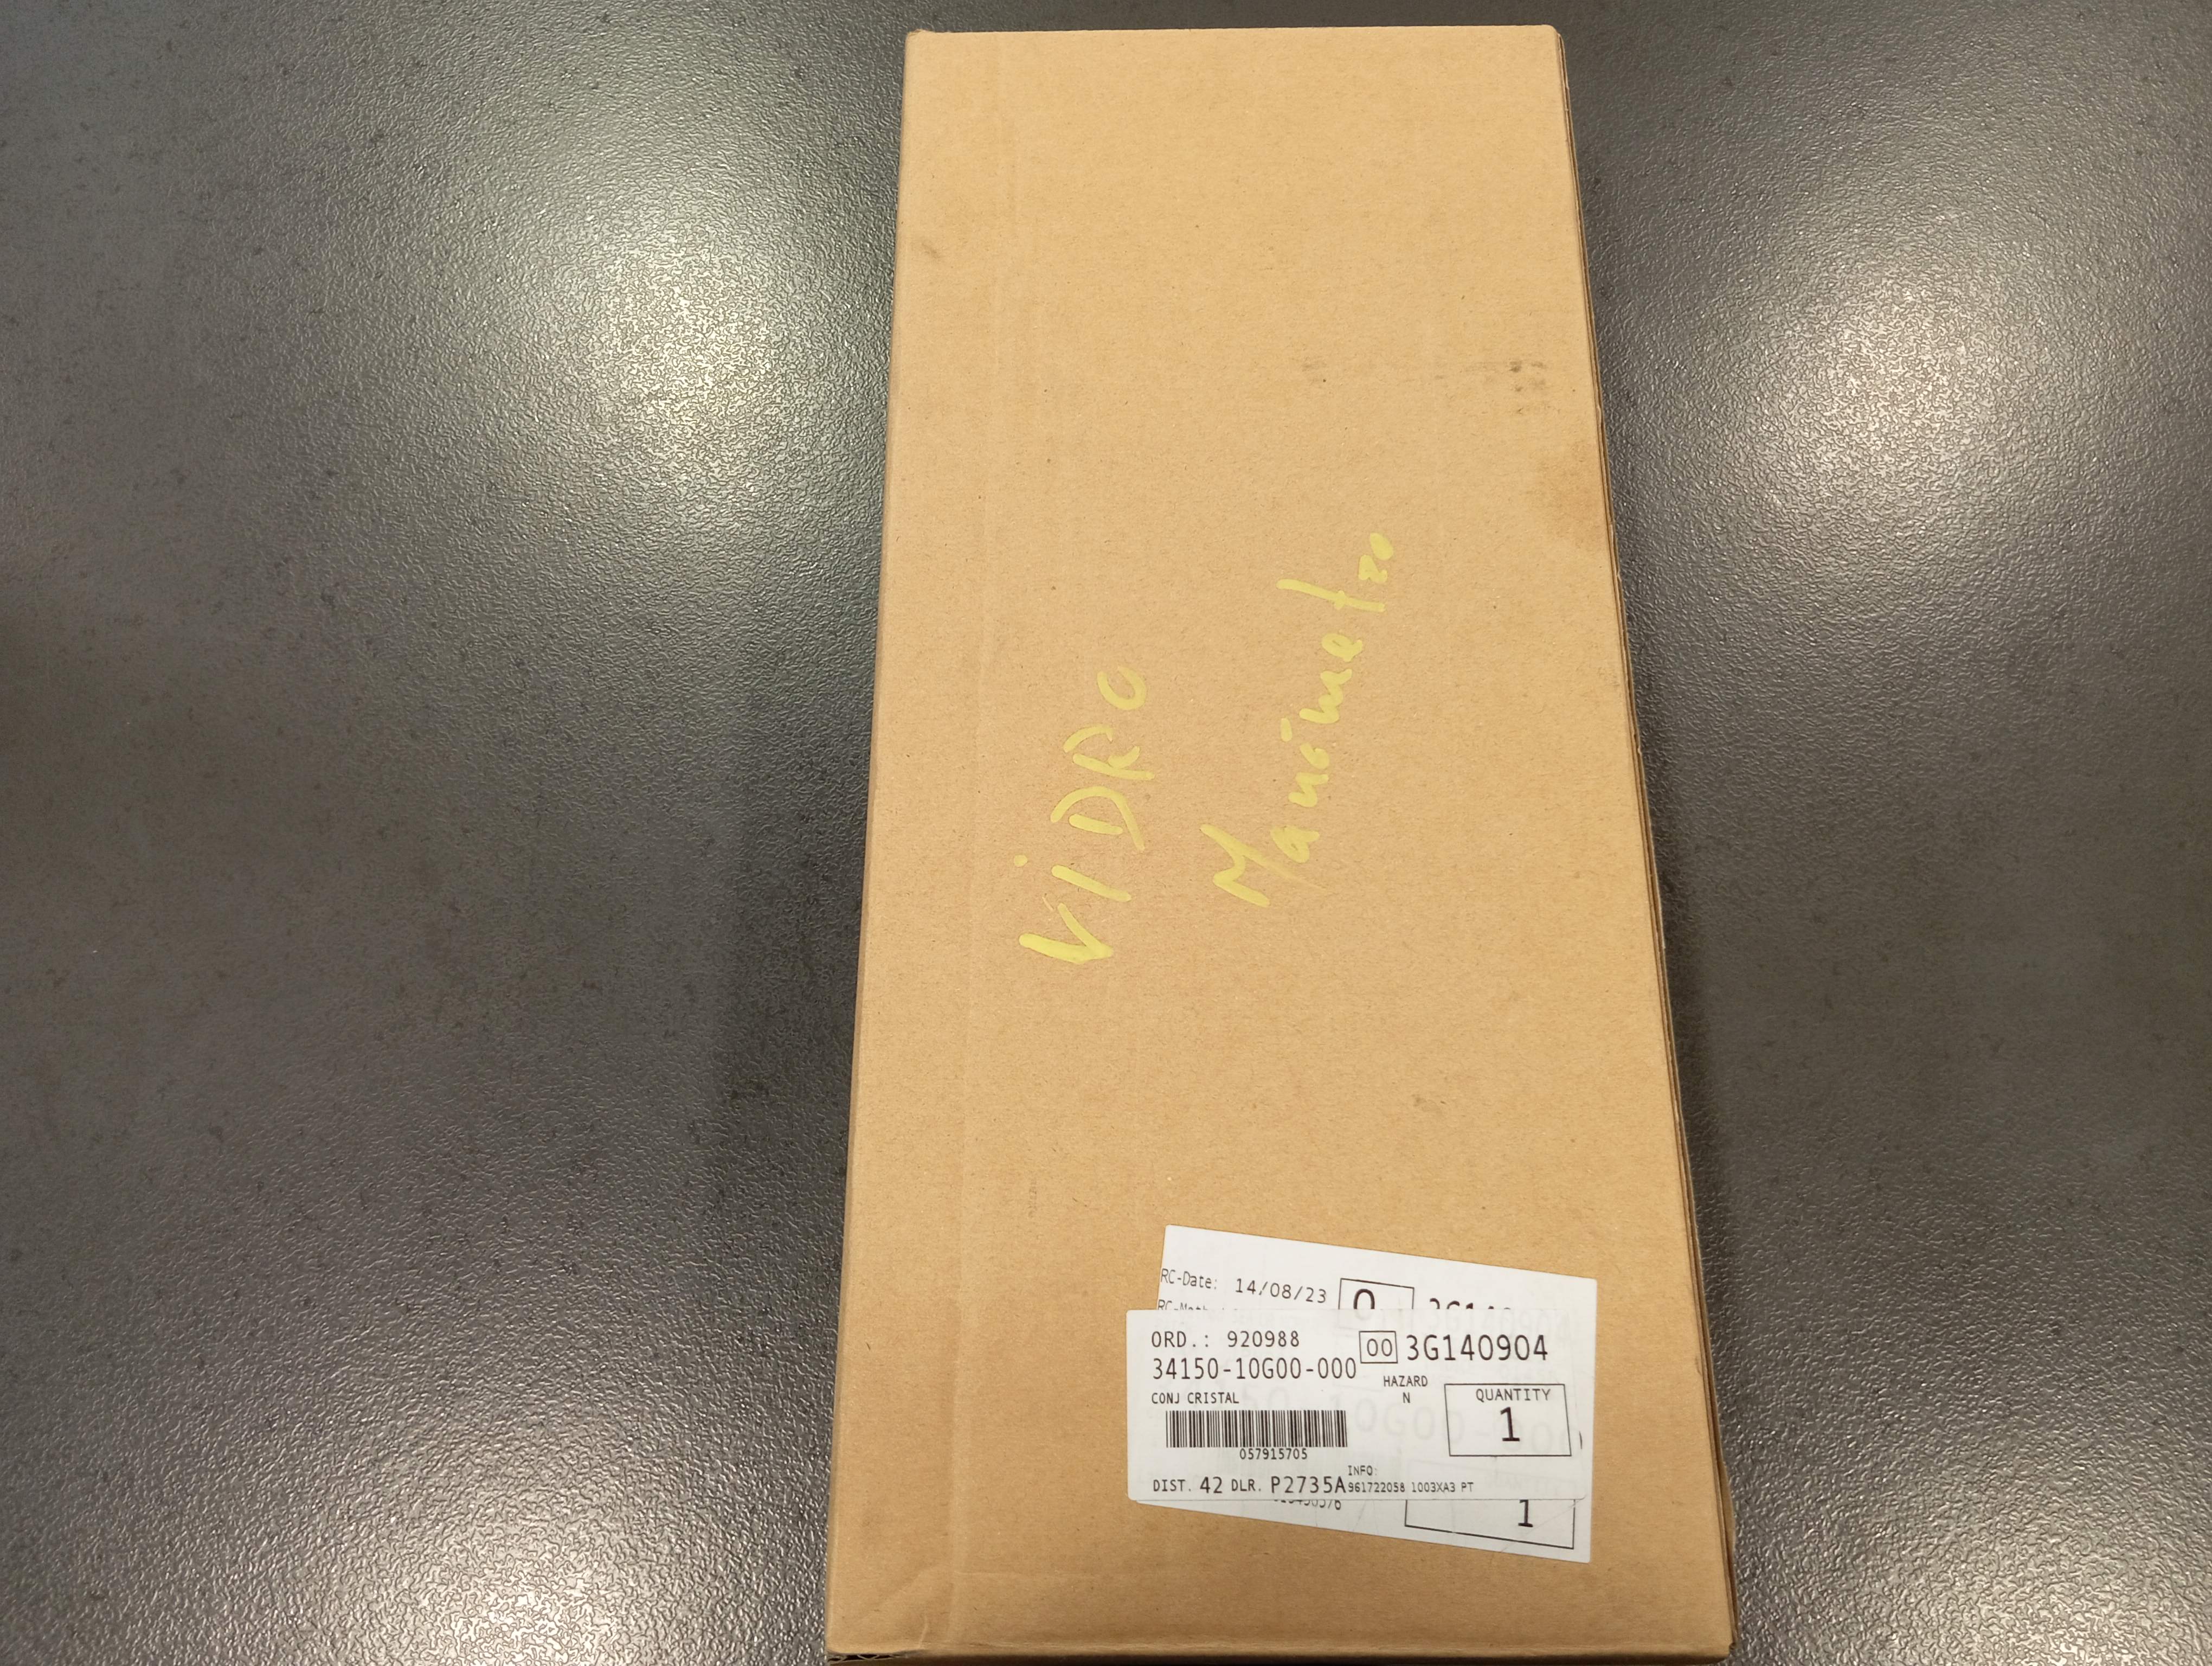 ViDRO
Manómetro
RC-Date: 14/08/23
ORD.: 920988
00 3G140904
34150-10G00-000
HAZARD
N
CONJ CRISTAL
QUANTITY
1
057915705
DIST. 42 DLR. P2735A
INFO:
961722058 1003XA3 PT
1